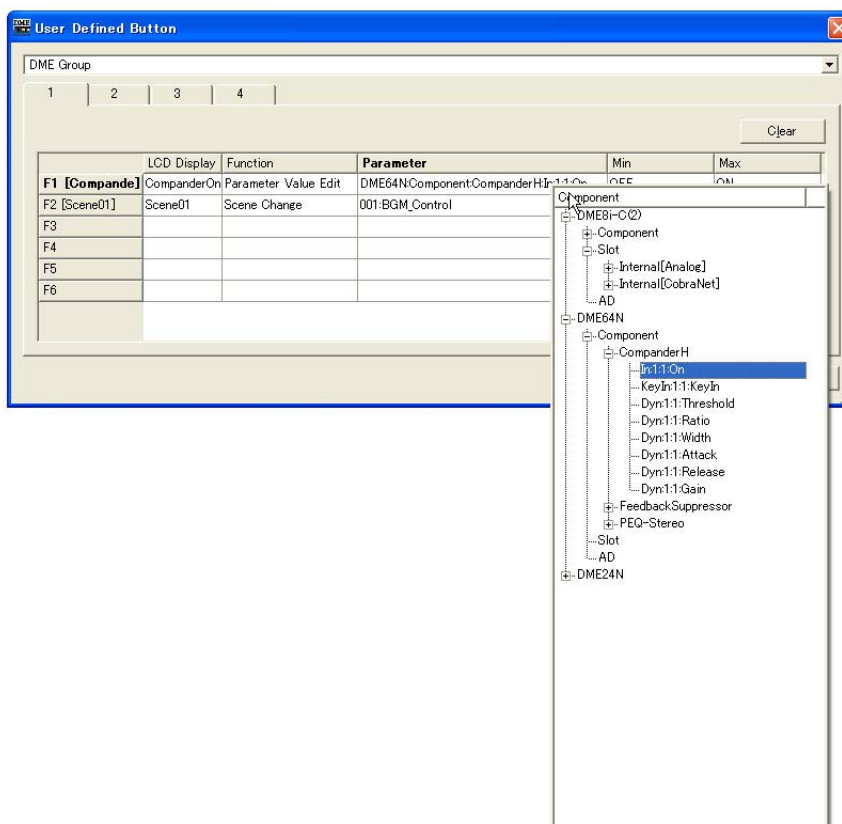 DME User Defined Button
DME Group
1 2 3 4
Clear
LCD Display Function Parameter Min Max
F1 [Compande] CompanderOn Parameter Value Edit DME64N:Component:CompanderH:In:1:1:On OFF ON
F2 [Scene01] Scene01 Scene Change 001:BGM_Control
F3
F4
F5
F6
Component
DME8i-C(2)
Component
Slot
Internal[Analog]
Internal[CobraNet]
AD
DME64N
Component
CompanderH
In:1:1:On
KeyIn:1:1:KeyIn
Dyn:1:1:Threshold
Dyn:1:1:Ratio
Dyn:1:1:Width
Dyn:1:1:Attack
Dyn:1:1:Release
Dyn:1:1:Gain
FeedbackSuppressor
PEQ-Stereo
Slot
AD
DME24N